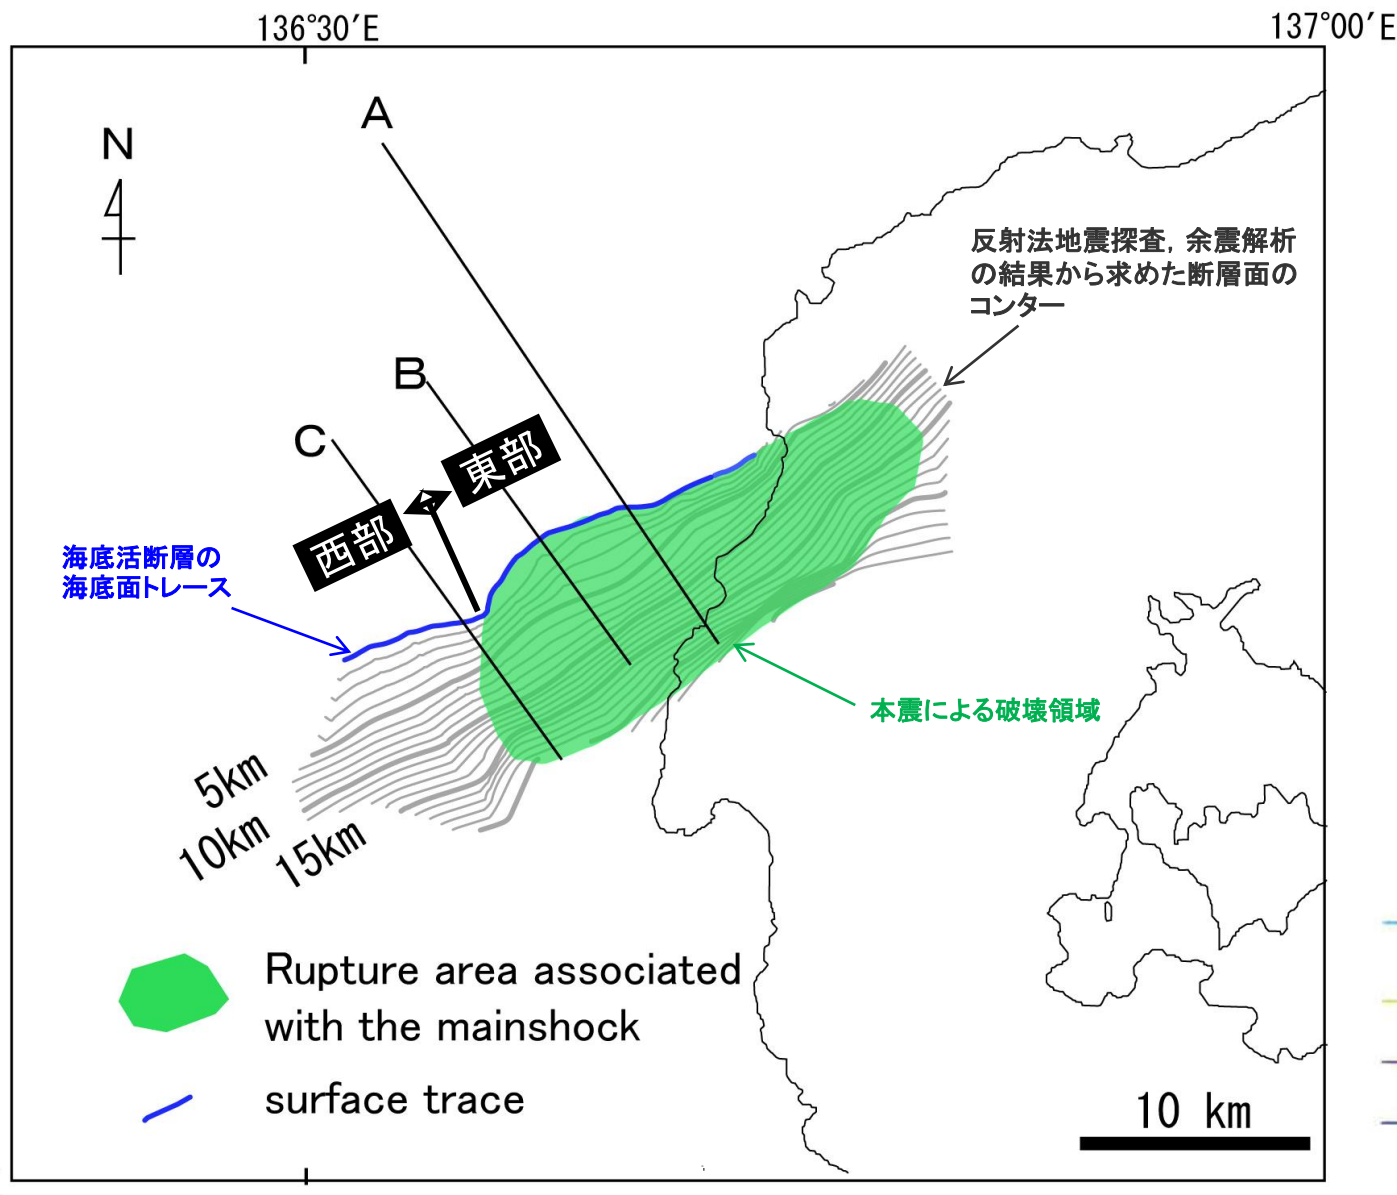 136°30′E
137°00′E
A
N
反射法地震探査，余震解析
の結果から求めた断層面の
コンター
B
C
東部
西部
海底活断層の
海底面トレース
本震による破壊領域
5km
10km
15km
Rupture area associated
with the mainshock
surface trace
10 km